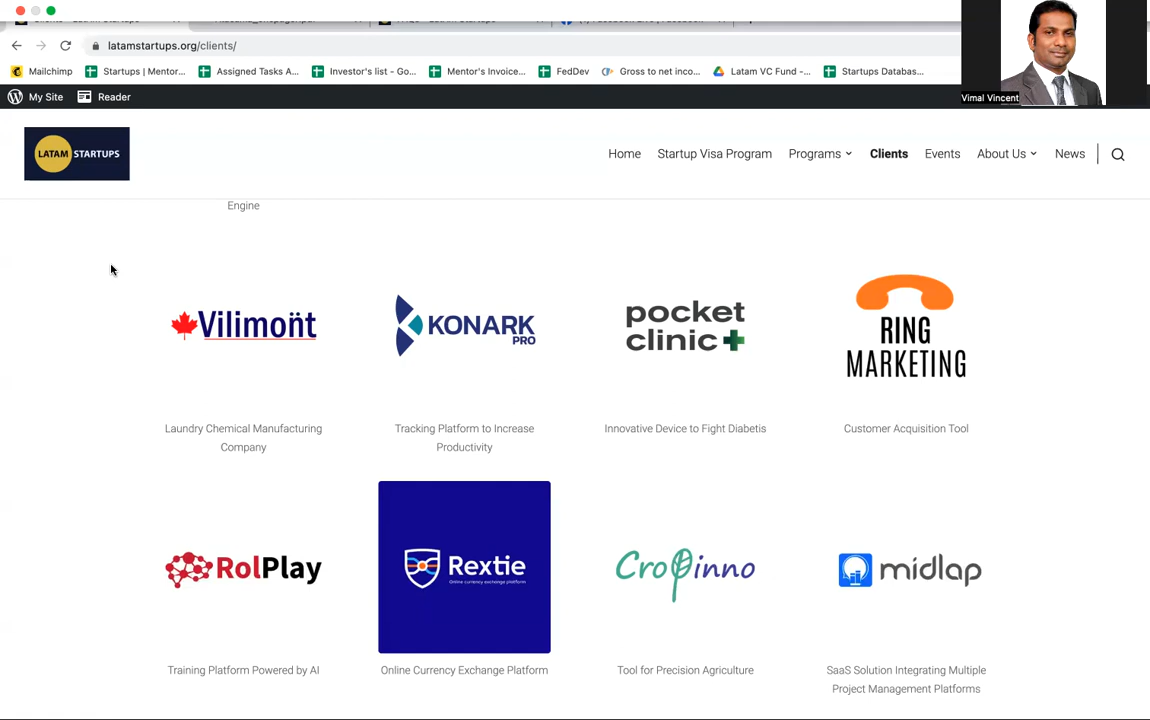 latamstartups.org/clients/
Mailchimp
Startups | Mentor...
Assigned Tasks A...
Investor's list - Go...
Mentor's Invoice...
FedDev
Gross to net inco...
Latam VC Fund -...
Startups Databas...
My Site
Reader
Vimal Vincent
LATAM STARTUPS
Home
Startup Visa Program
Programs
Clients
Events
About Us
News
Engine
Vilimont
KONARK
PRO
pocket
clinic
RING
MARKETING
Laundry Chemical Manufacturing
Company
Tracking Platform to Increase
Productivity
Innovative Device to Fight Diabetis
Customer Acquisition Tool
RolPlay
Rextie
Online currency exchange platform
Cropinno
midlap
Training Platform Powered by AI
Online Currency Exchange Platform
Tool for Precision Agriculture
SaaS Solution Integrating Multiple
Project Management Platforms